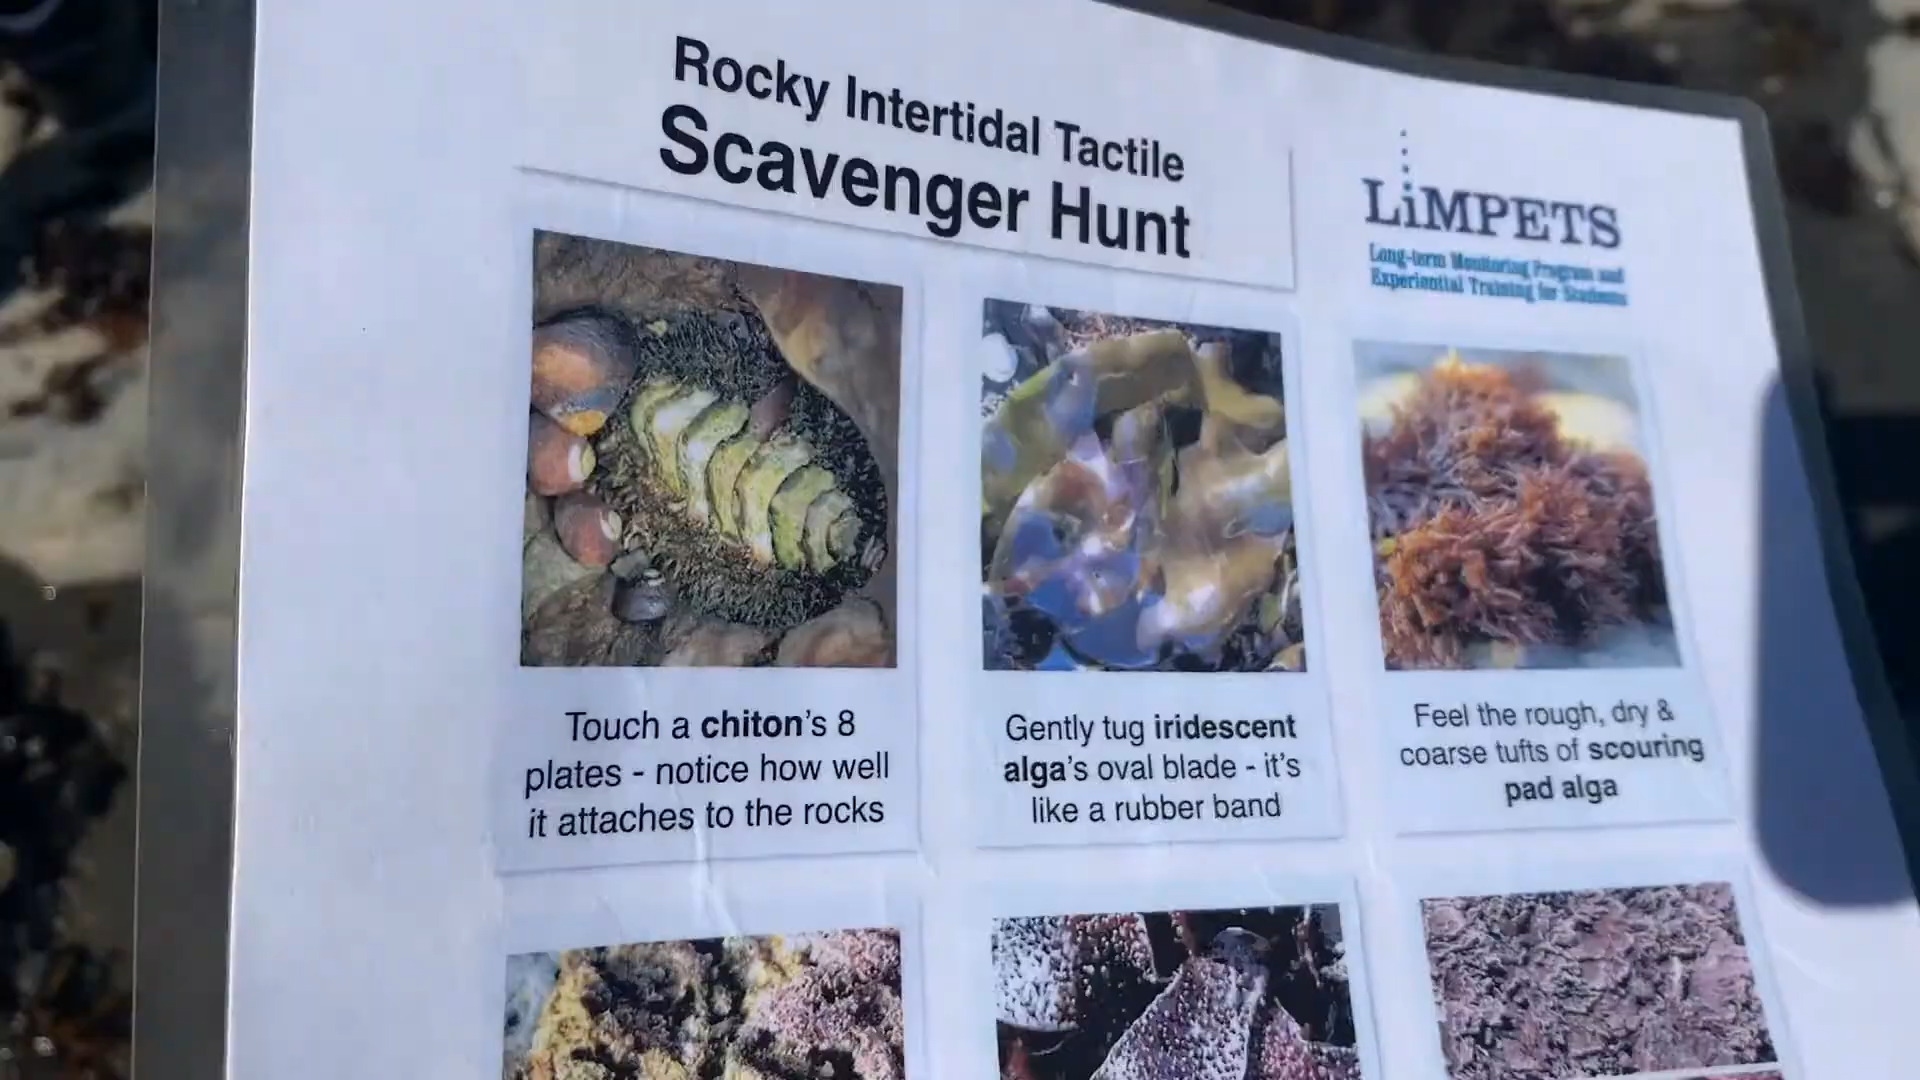 Rocky Intertidal Tactile
Scavenger Hunt
LiMPETS
Long-term Monitoring Program and
Experiential Training for Students
Touch a chiton's 8
plates - notice how well
it attaches to the rocks
Gently tug iridescent
alga's oval blade - it's
like a rubber band
Feel the rough, dry &
coarse tufts of scouring
pad alga